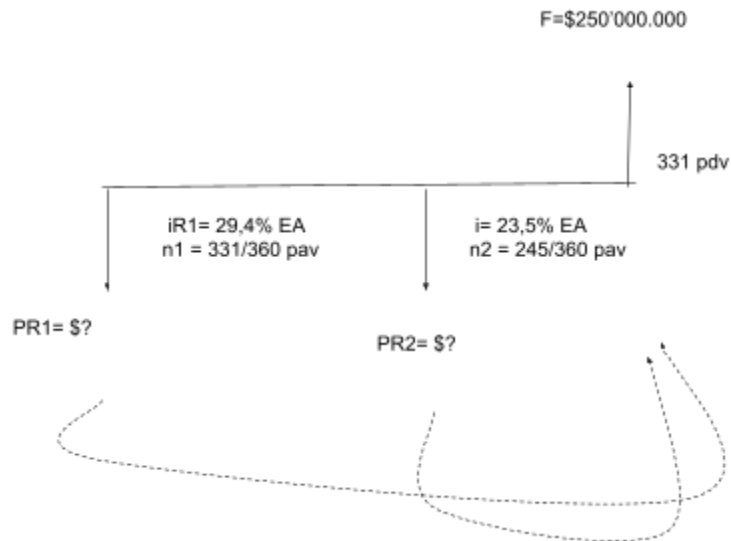 F=$250'000.000
331 pdv
iR1= 29,4% EA
n1 = 331/360 pav
i= 23,5% EA
n2 = 245/360 pav
PR1= $?
PR2= $?